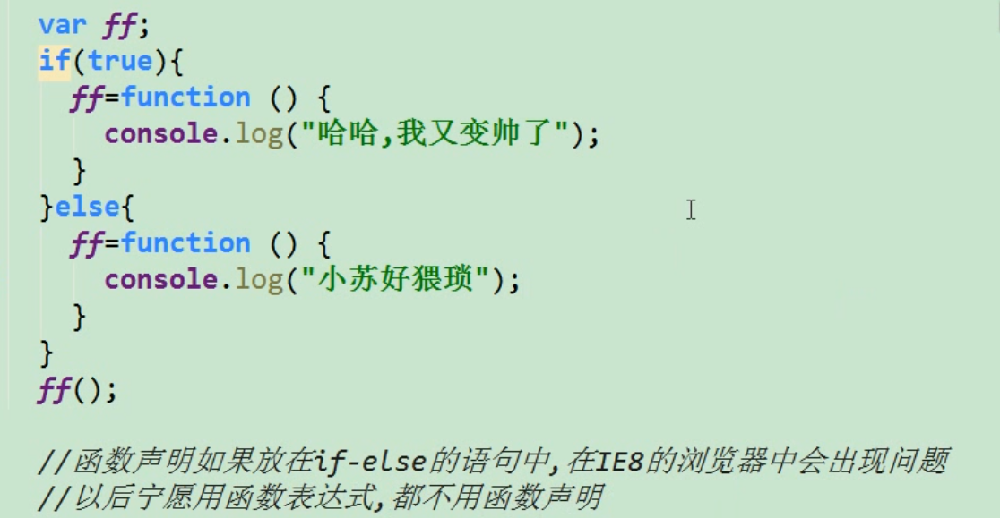 var ff;
if(true){
ff=function () {
console.log("哈哈,我又变帅了");
}
}else{
ff=function () {
console.log("小苏好猥琐");
}
}
ff();
//函数声明如果放在if-else的语句中,在IE8的浏览器中会出现问题
//以后宁愿用函数表达式,都不用函数声明